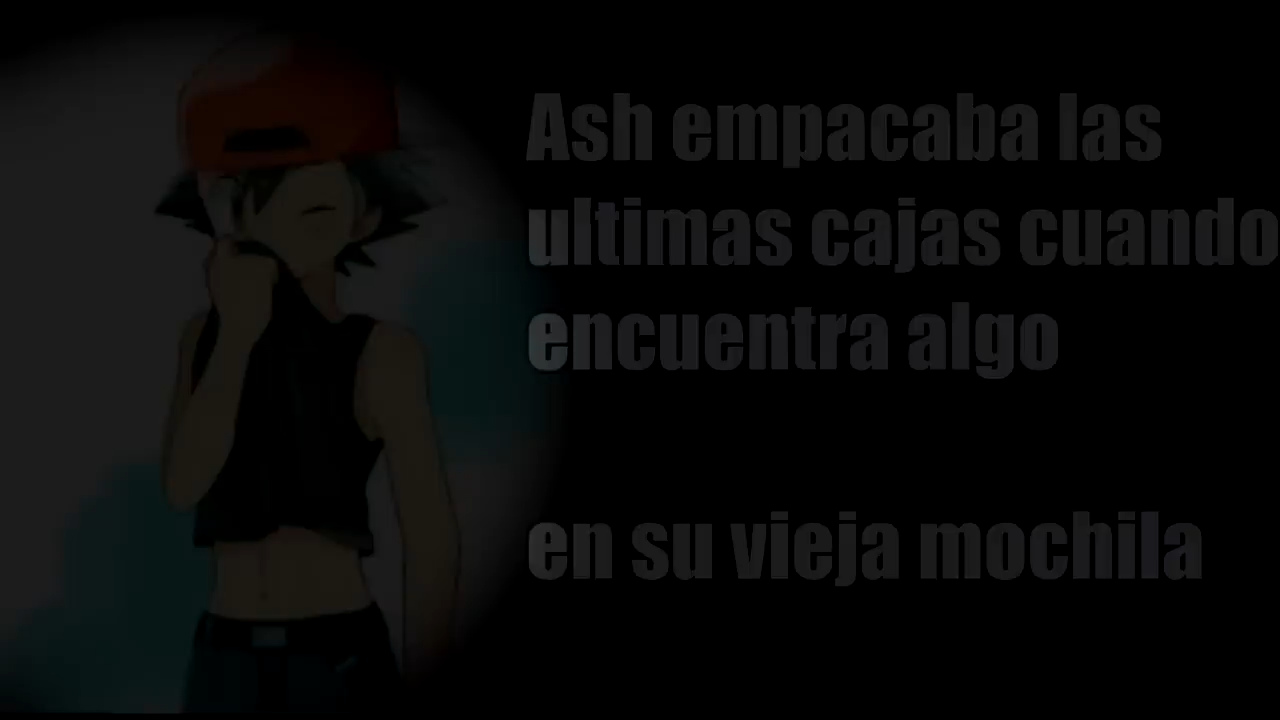 Ash empacaba las
ultimas cajas cuando
encuentra algo
en su vieja mochila